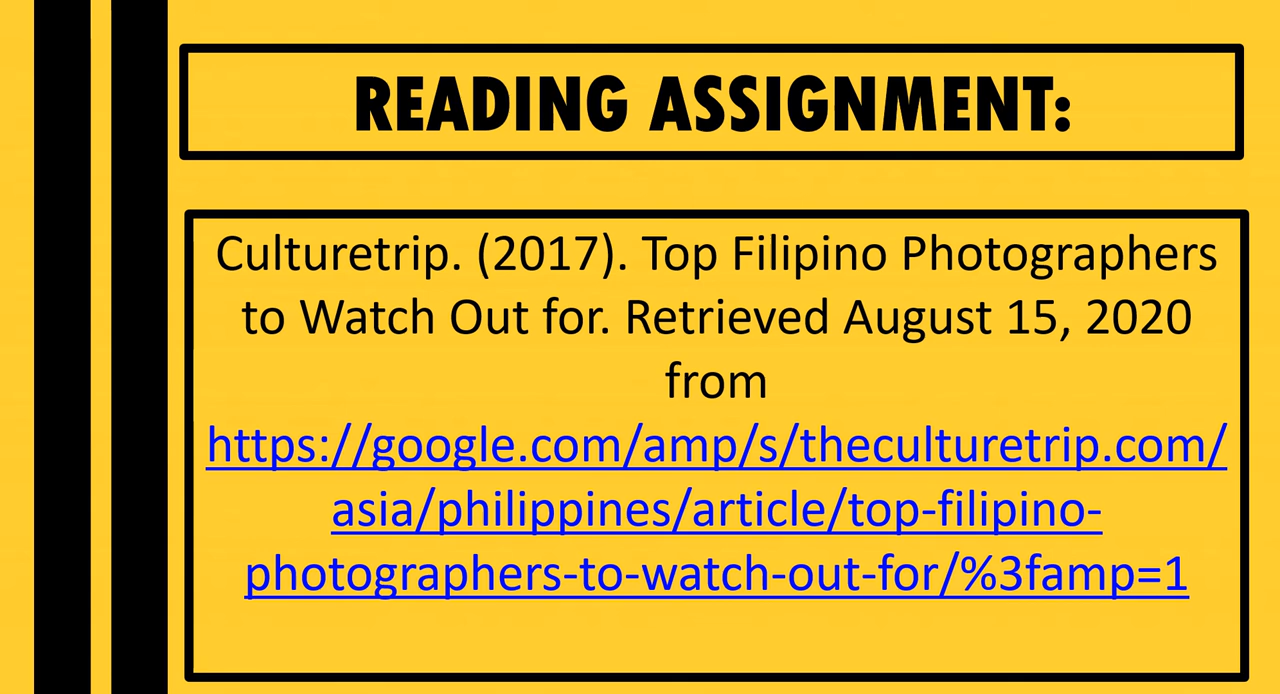 READING ASSIGNMENT:
Culturetrip. (2017). Top Filipino Photographers
to Watch Out for. Retrieved August 15, 2020
from
https://google.com/amp/s/theculturetrip.com/
asia/philippines/article/top-filipino-
photographers-to-watch-out-for/%3famp=1